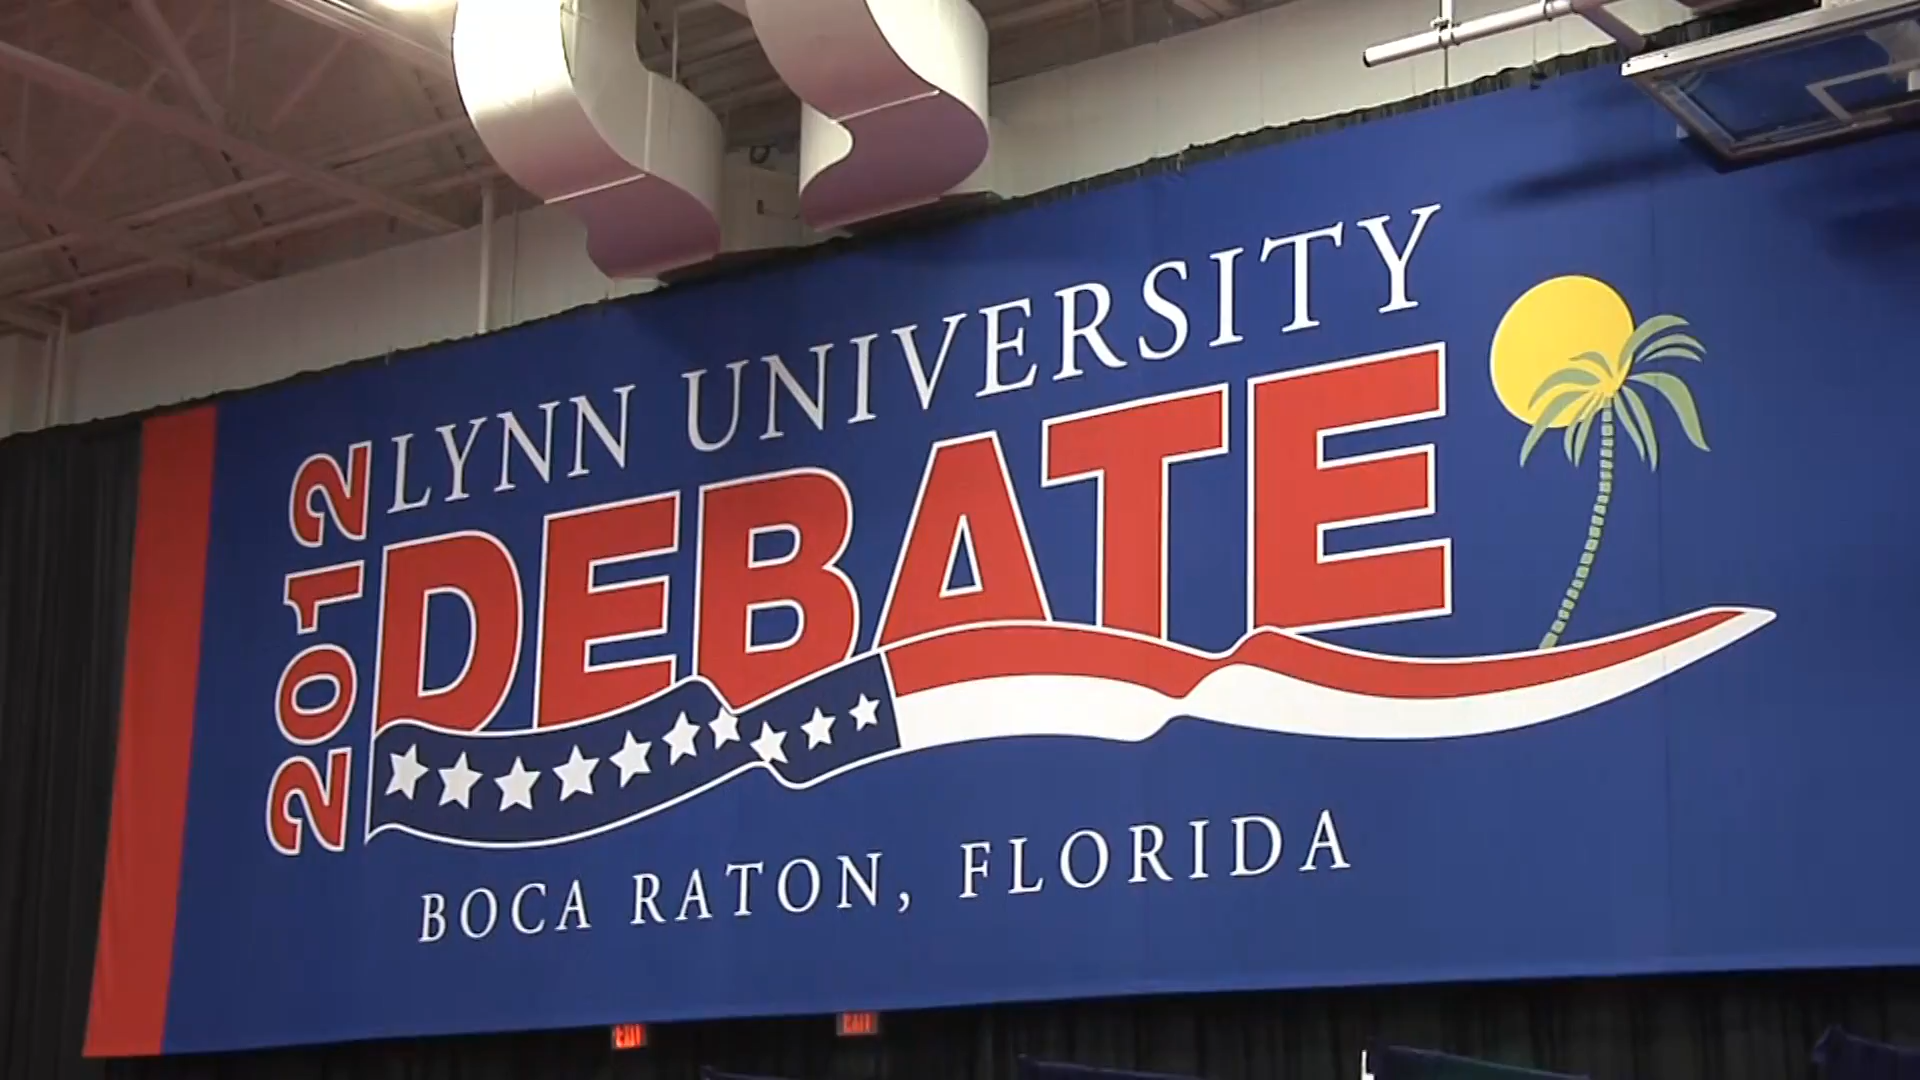 2012
LYNN UNIVERSITY
DEBATE
BOCA RATON, FLORIDA
EXIT
EXIT